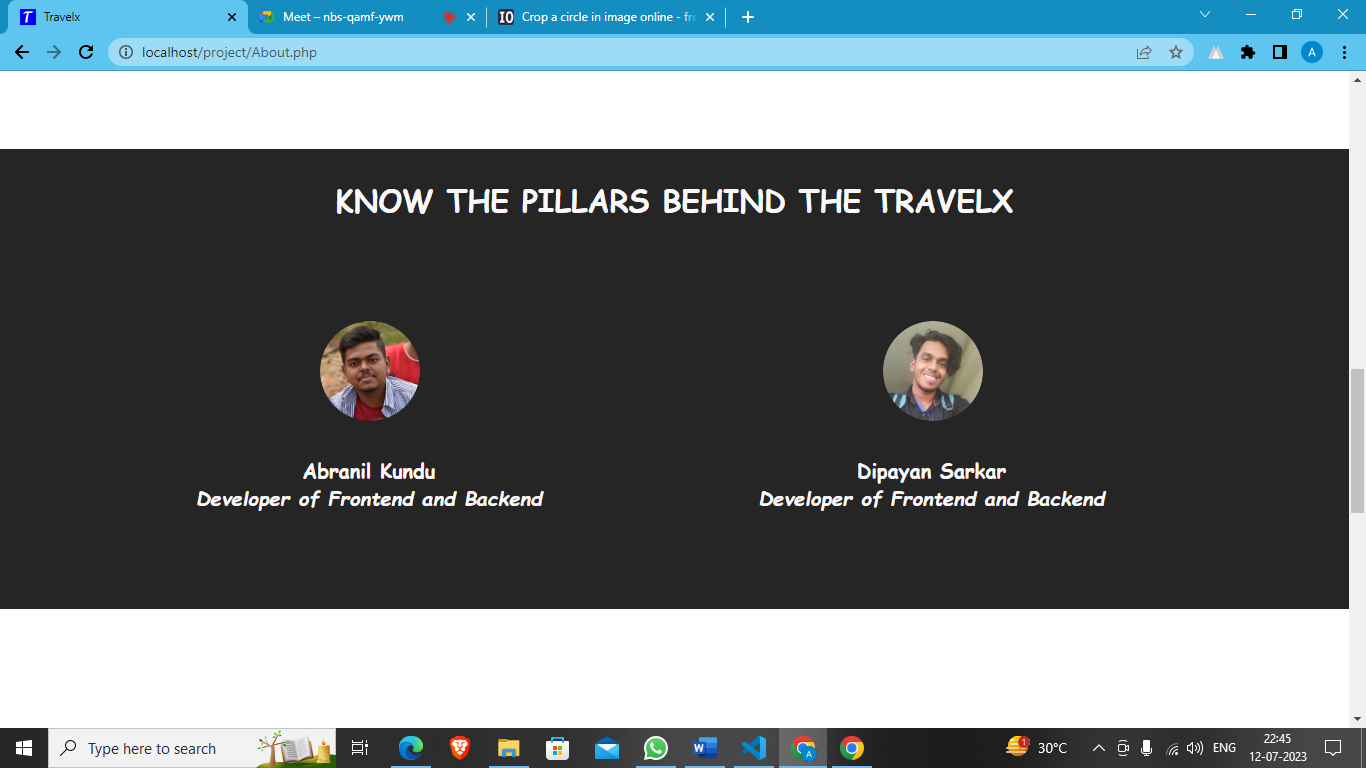 Travelx
Meet – nbs-qamf-ywm
Crop a circle in image online - fre
localhost/project/About.php
A
KNOW THE PILLARS BEHIND THE TRAVELX
Abranil Kundu
Developer of Frontend and Backend
Dipayan Sarkar
Developer of Frontend and Backend
Type here to search
1
30°C
ENG
22:45
12-07-2023